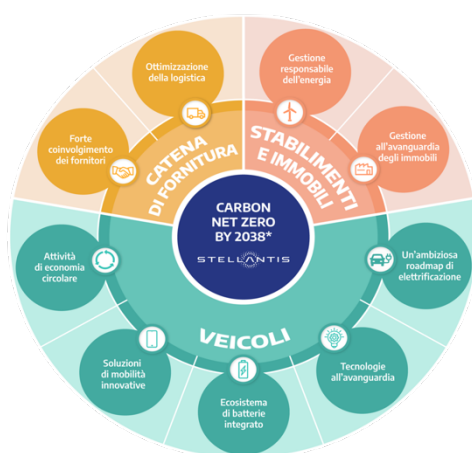 Ottimizzazione
della logistica
Gestione
responsabile
dell'energia
Forte
coinvolgimento
dei fornitori
Gestione
all'avanguardia
degli immobili
CATENA
DI FORNITURA
STABILIMENTI
E IMMOBILI
CARBON
NET ZERO
BY 2038*
STELLANTIS
Attività
di economia
circolare
Un'ambiziosa
roadmap di
elettrificazione
VEICOLI
Soluzioni
di mobilità
innovative
Ecosistema
di batterie
integrato
Tecnologie
all'avanguardia